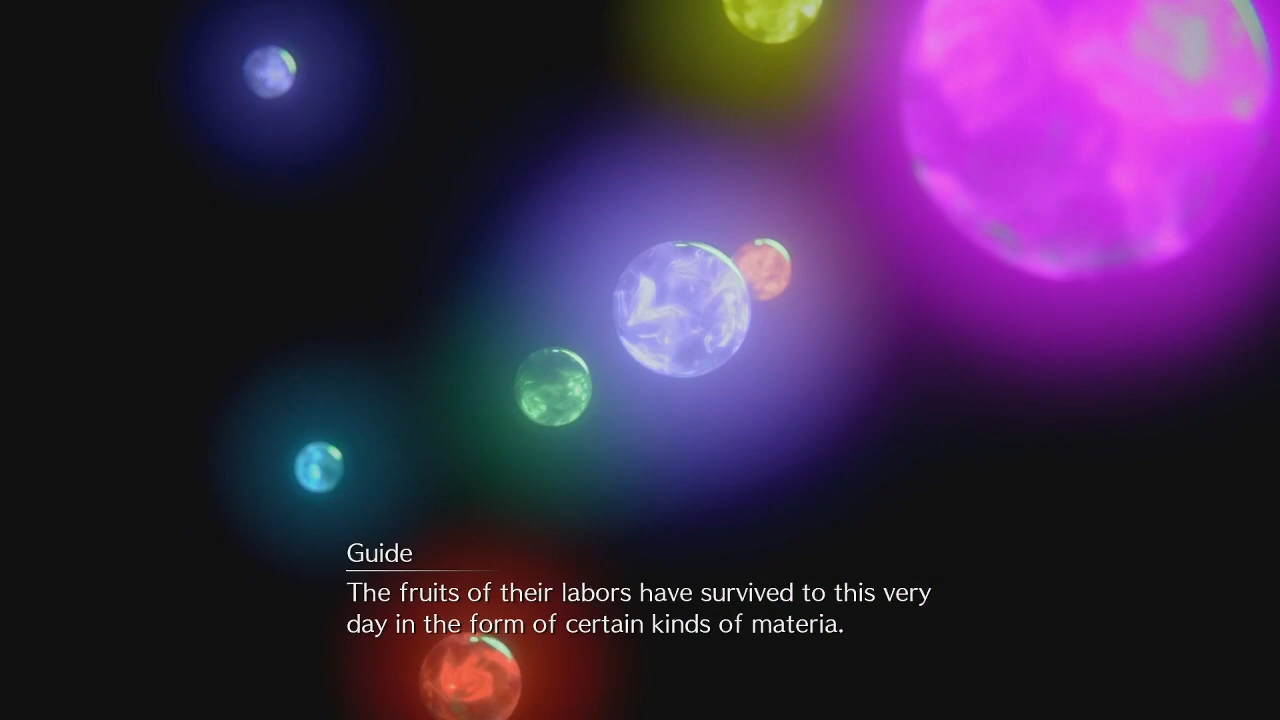 Guide
The fruits of their labors have survived to this very
day in the form of certain kinds of materia.